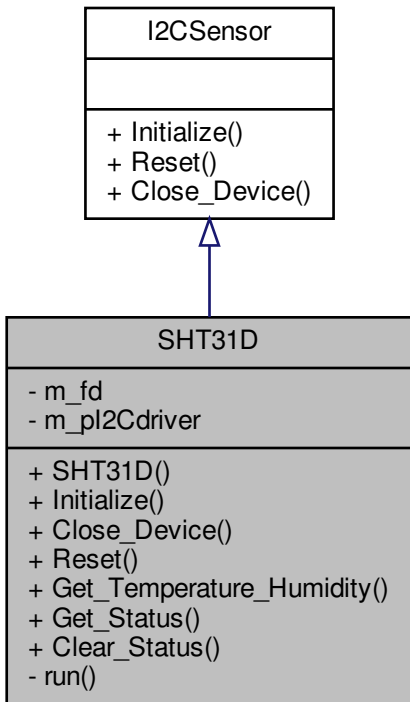 I2CSensor
+ Initialize()
+ Reset()
+ Close_Device()
SHT31D
- m_fd
- m_pI2Cdriver
+ SHT31D()
+ Initialize()
+ Close_Device()
+ Reset()
+ Get_Temperature_Humidity()
+ Get_Status()
+ Clear_Status()
- run()